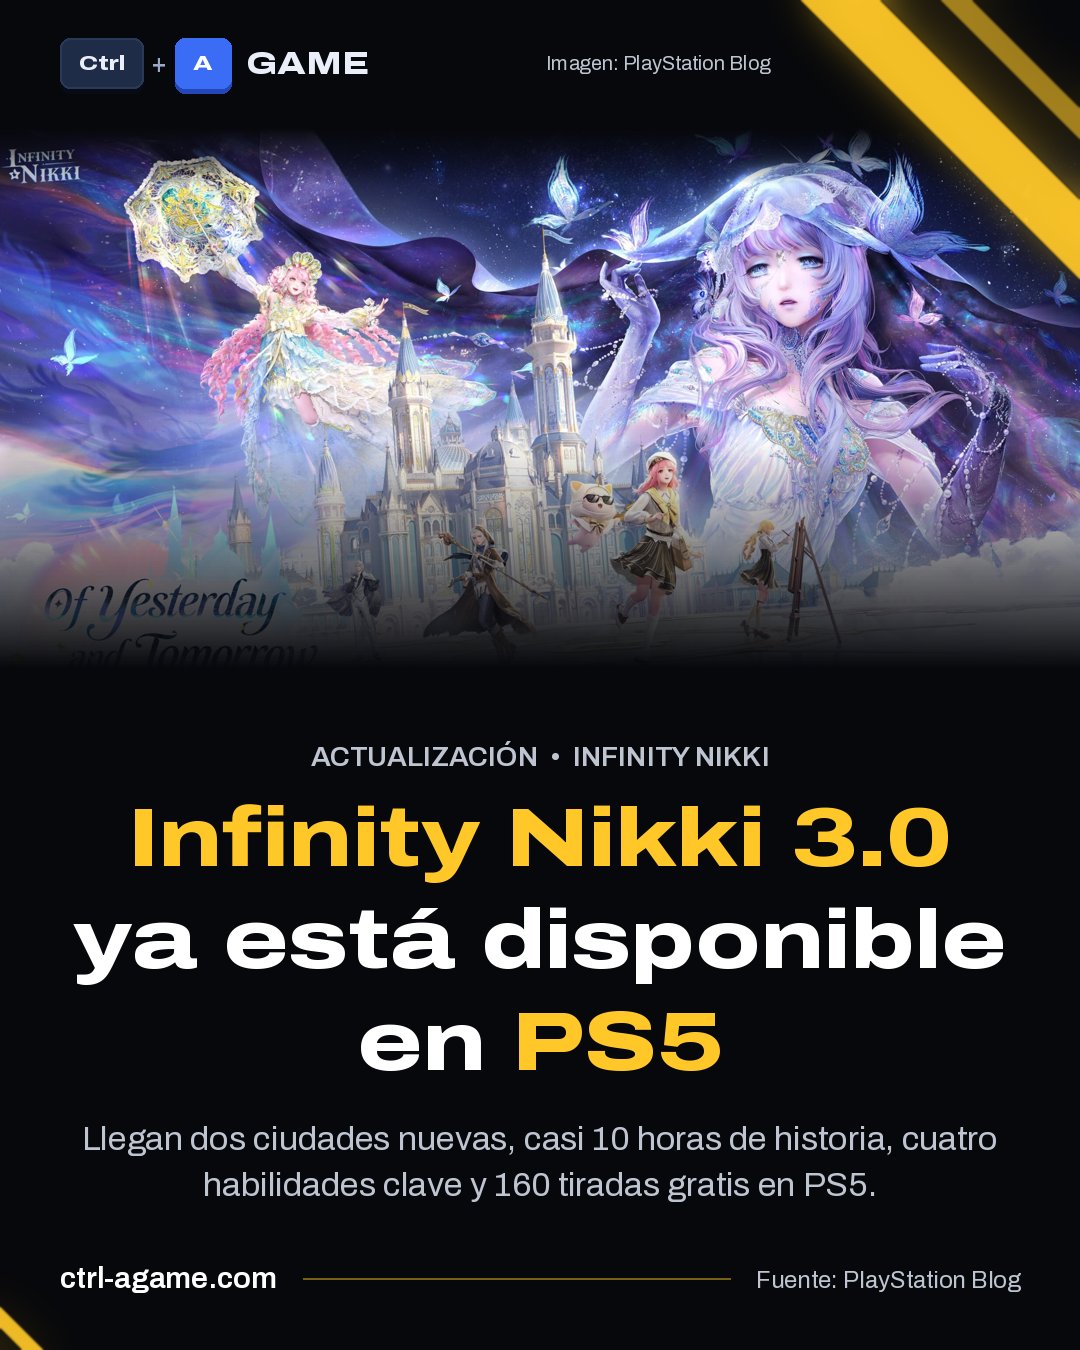 Ctrl + A GAME
Imagen: PlayStation Blog
INFINITY
NIKKI
Of Yesterday
and Tomorrow
ACTUALIZACIÓN • INFINITY NIKKI
Infinity Nikki 3.0
ya está disponible
en PS5
Llegan dos ciudades nuevas, casi 10 horas de historia, cuatro
habilidades clave y 160 tiradas gratis en PS5.
ctrl-agame.com
Fuente: PlayStation Blog